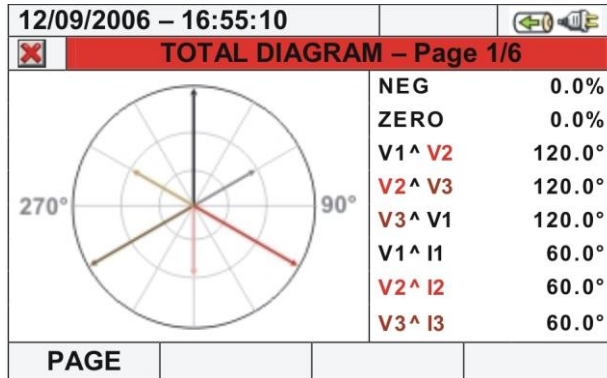 12/09/2006 – 16:55:10
TOTAL DIAGRAM – Page 1/6
270°
90°
NEG 0.0%
ZERO 0.0%
V1^ V2 120.0°
V2^ V3 120.0°
V3^ V1 120.0°
V1^ I1 60.0°
V2^ I2 60.0°
V3^ I3 60.0°
PAGE